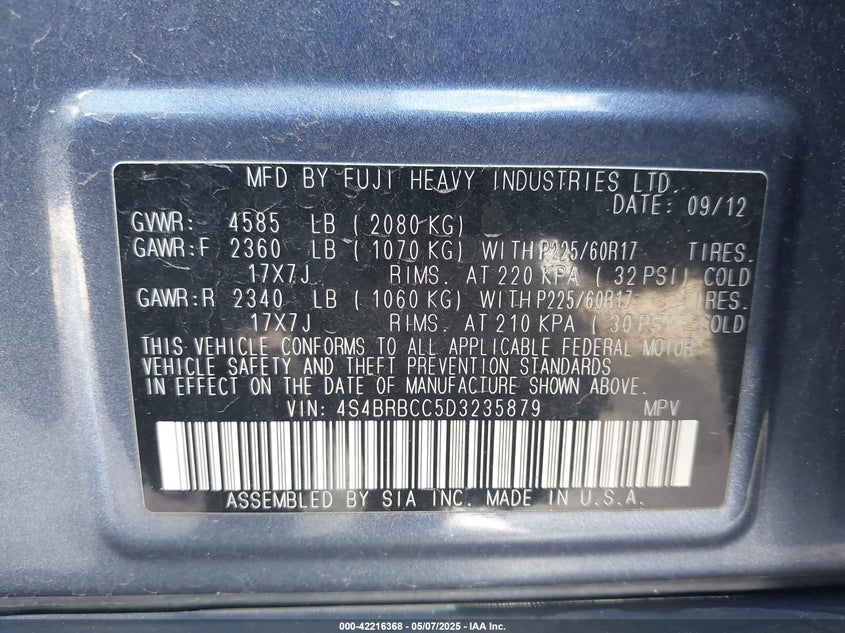 MFD BY FUJI HEAVY INDUSTRIES LTD.
DATE: 09/12
GVWR: 4585 LB ( 2080 KG)
GAWR:F 2360 LB ( 1070 KG) WITH P225/60R17 TIRES.
17X7J RIMS. AT 220 KPA ( 32 PSI) COLD
GAWR:R 2340 LB ( 1060 KG) WITH P225/60R17 TIRES.
17X7J RIMS. AT 210 KPA ( 30 PSI) COLD
THIS VEHICLE CONFORMS TO ALL APPLICABLE FEDERAL MOTOR
VEHICLE SAFETY AND THEFT PREVENTION STANDARDS
IN EFFECT ON THE DATE OF MANUFACTURE SHOWN ABOVE.
VIN: 4S4BRBCC5D3235879 MPV
ASSEMBLED BY SIA INC. MADE IN U.S.A.
000-42216368 | 05/07/2025 - IAA Inc.